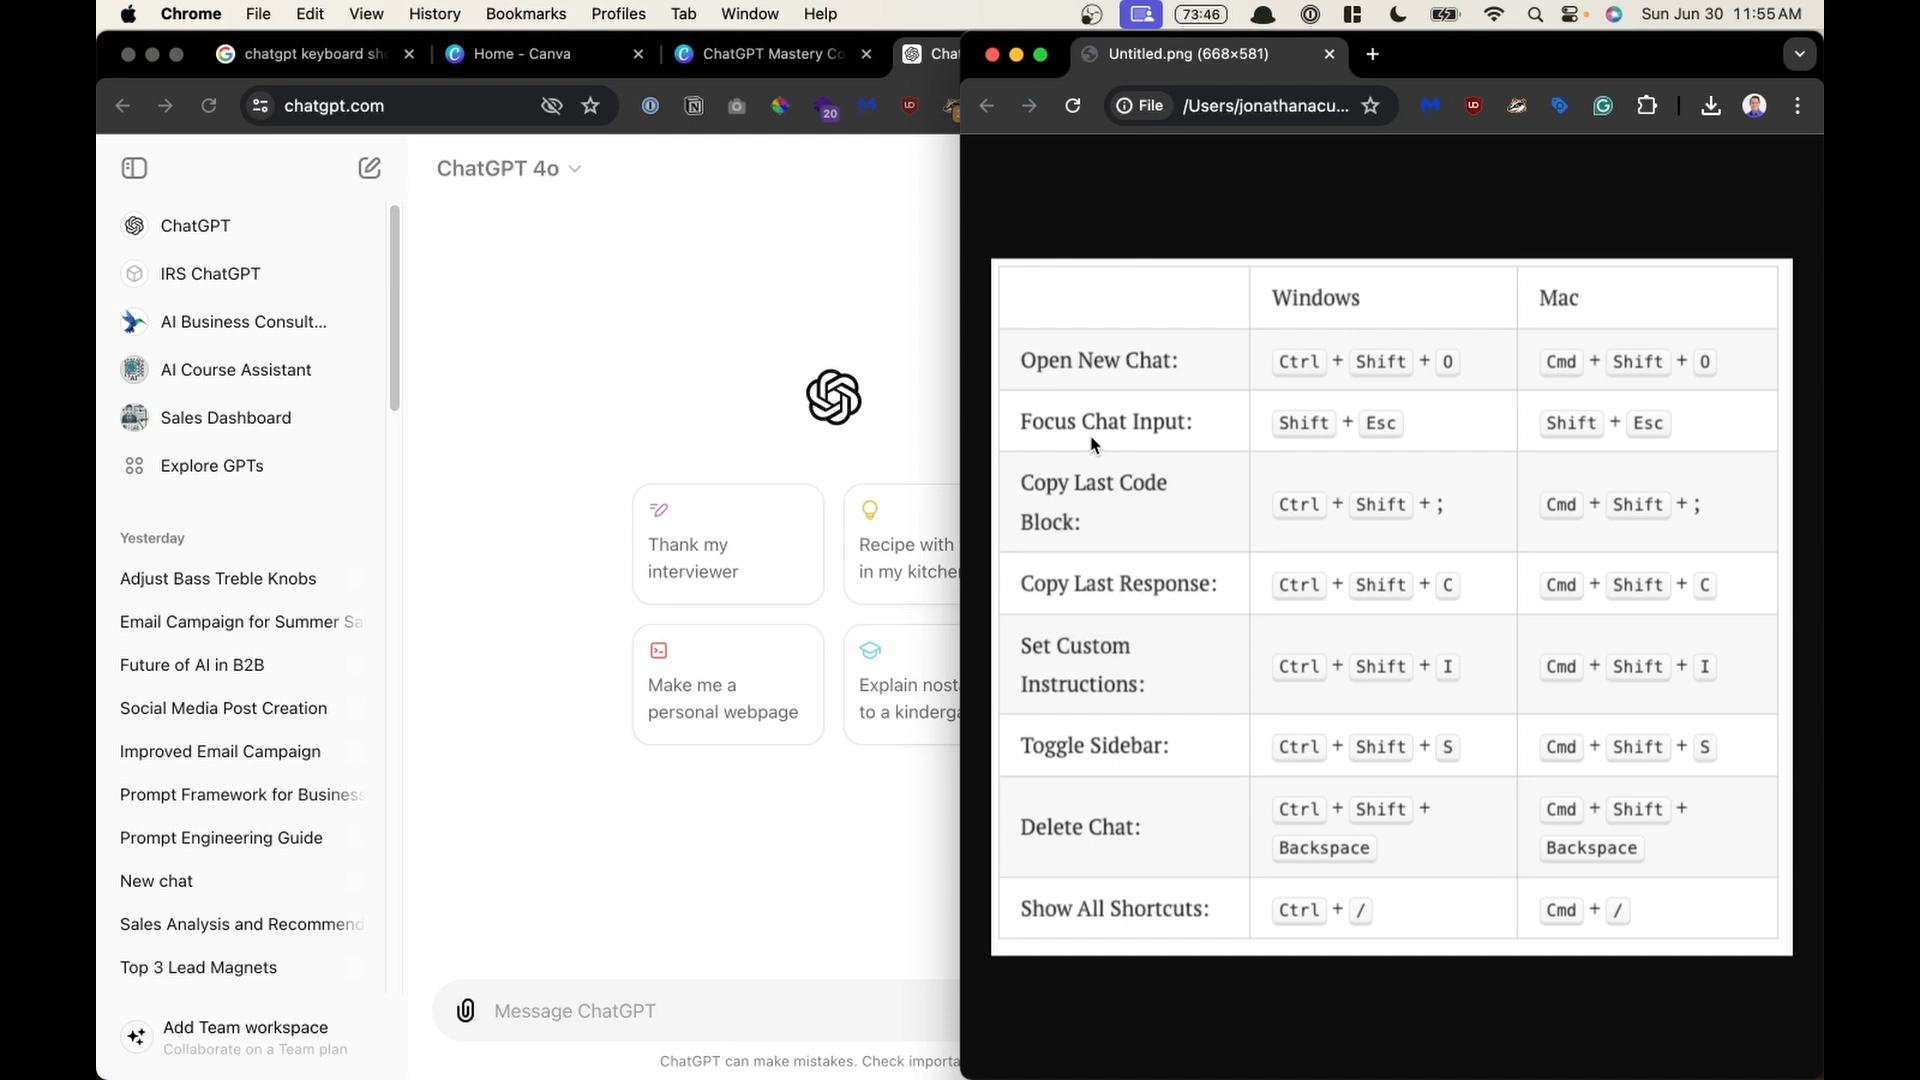 Chrome File Edit View History Bookmarks Profiles Tab Window Help 73:46 Sun Jun 30 11:55 AM
chatgpt keyboard sho
Home - Canva
ChatGPT Mastery Co
Chat
chatgpt.com
20
ChatGPT
IRS ChatGPT
AI Business Consult...
AI Course Assistant
Sales Dashboard
Explore GPTs
Yesterday
Adjust Bass Treble Knobs
Email Campaign for Summer Sa
Future of AI in B2B
Social Media Post Creation
Improved Email Campaign
Prompt Framework for Business
Prompt Engineering Guide
New chat
Sales Analysis and Recommend
Top 3 Lead Magnets
Add Team workspace
Collaborate on a Team plan
ChatGPT 4o
Thank my
interviewer
Recipe with
in my kitche
Make me a
personal webpage
Explain nost
to a kinderga
Message ChatGPT
ChatGPT can make mistakes. Check importa
Untitled.png (668×581)
File /Users/jonathanacu...
Windows Mac
Open New Chat: Ctrl + Shift + O Cmd + Shift + O
Focus Chat Input: Shift + Esc Shift + Esc
Copy Last Code
Block: Ctrl + Shift + ; Cmd + Shift + ;
Copy Last Response: Ctrl + Shift + C Cmd + Shift + C
Set Custom
Instructions: Ctrl + Shift + I Cmd + Shift + I
Toggle Sidebar: Ctrl + Shift + S Cmd + Shift + S
Delete Chat: Ctrl + Shift + Cmd + Shift +
Backspace Backspace
Show All Shortcuts: Ctrl + / Cmd + /